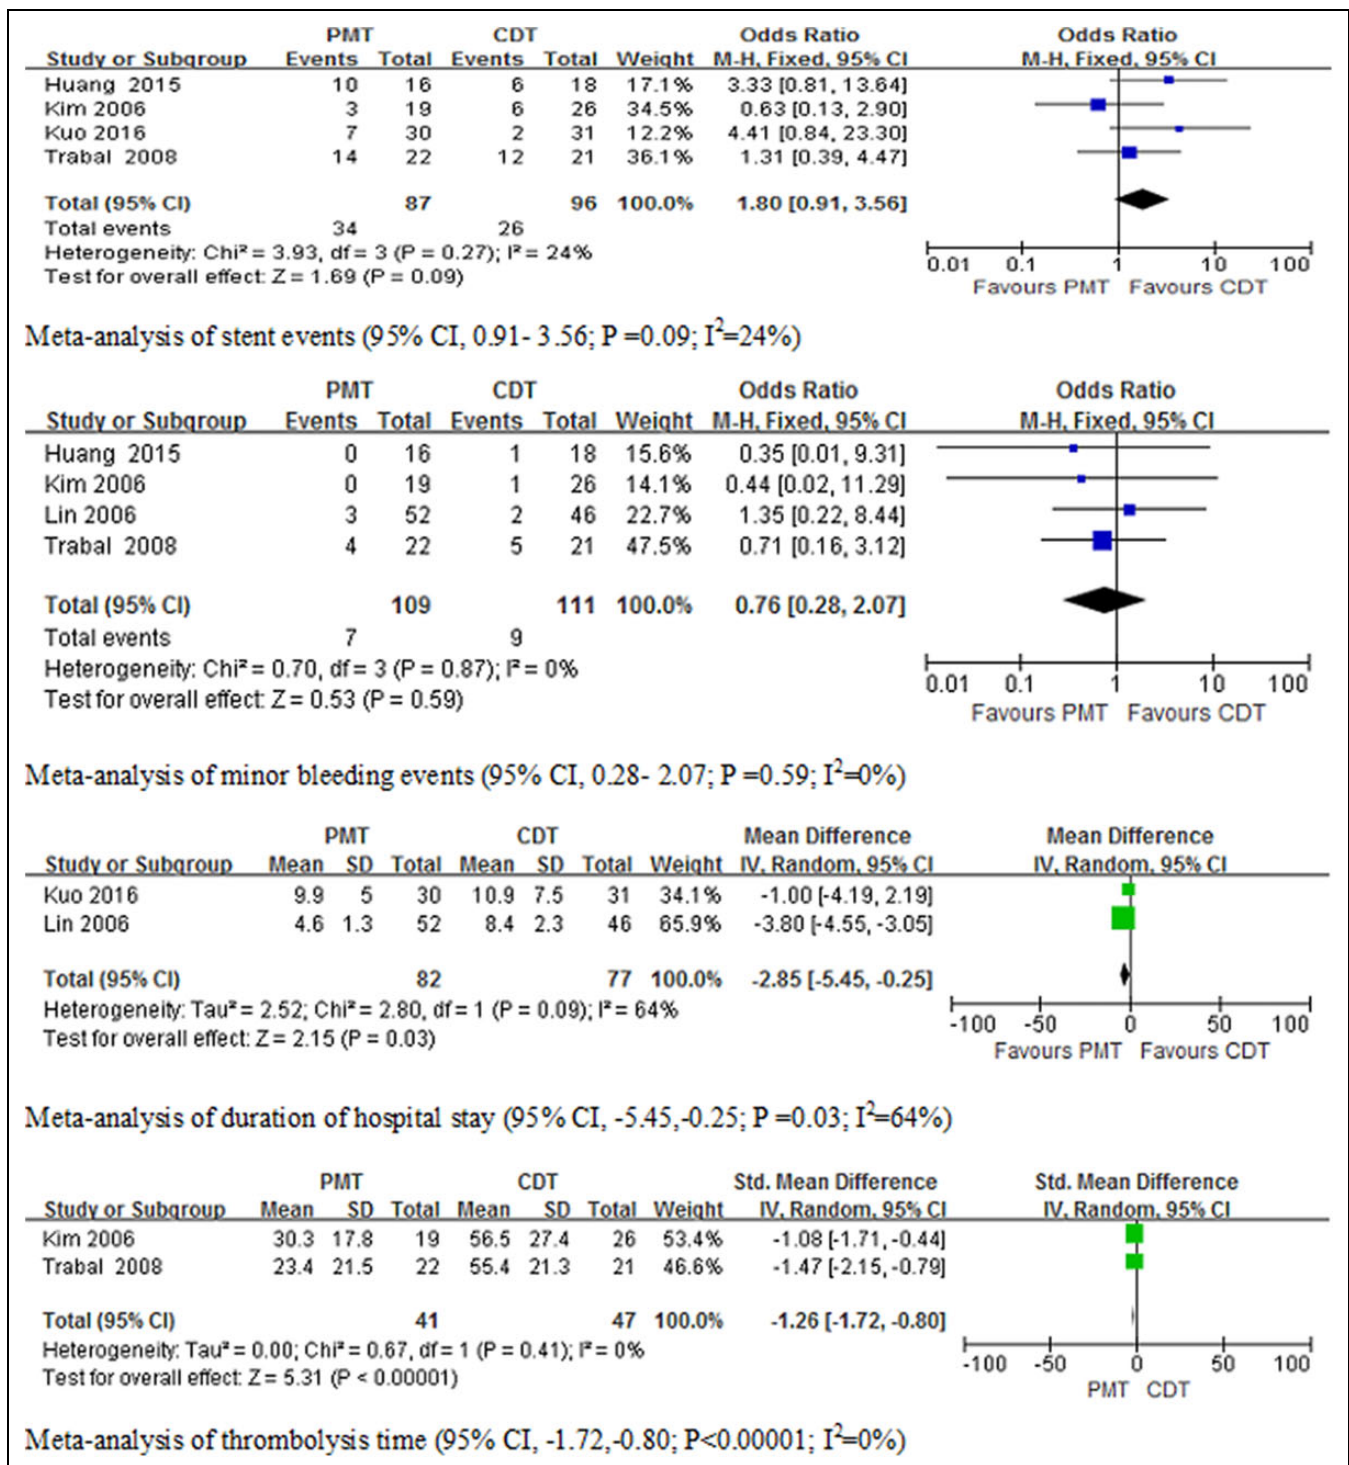 PMT CDT Odds Ratio Odds Ratio
Study or Subgroup Events Total Events Total Weight M-H, Fixed, 95% CI M-H, Fixed, 95% CI
Huang 2015 10 16 6 18 17.1% 3.33 [0.81, 13.64]
Kim 2006 3 19 6 26 34.5% 0.63 [0.13, 2.90]
Kuo 2016 7 30 2 31 12.2% 4.41 [0.84, 23.30]
Trabal 2008 14 22 12 21 36.1% 1.31 [0.39, 4.47]
Total (95% CI) 87 96 100.0% 1.80 [0.91, 3.56]
Total events 34 26
Heterogeneity: Chi² = 3.93, df = 3 (P = 0.27); I² = 24%
Test for overall effect: Z = 1.69 (P = 0.09)
0.01 0.1 1 10 100
Favours PMT Favours CDT
Meta-analysis of stent events (95% CI, 0.91- 3.56; P =0.09; I²=24%)
PMT CDT Odds Ratio Odds Ratio
Study or Subgroup Events Total Events Total Weight M-H, Fixed, 95% CI M-H, Fixed, 95% CI
Huang 2015 0 16 1 18 15.6% 0.35 [0.01, 9.31]
Kim 2006 0 19 1 26 14.1% 0.44 [0.02, 11.29]
Lin 2006 3 52 2 46 22.7% 1.35 [0.22, 8.44]
Trabal 2008 4 22 5 21 47.5% 0.71 [0.16, 3.12]
Total (95% CI) 109 111 100.0% 0.76 [0.28, 2.07]
Total events 7 9
Heterogeneity: Chi² = 0.70, df = 3 (P = 0.87); I² = 0%
Test for overall effect: Z = 0.53 (P = 0.59)
0.01 0.1 1 10 100
Favours PMT Favours CDT
Meta-analysis of minor bleeding events (95% CI, 0.28- 2.07; P =0.59; I²=0%)
PMT CDT Mean Difference Mean Difference
Study or Subgroup Mean SD Total Mean SD Total Weight IV, Random, 95% CI IV, Random, 95% CI
Kuo 2016 9.9 5 30 10.9 7.5 31 34.1% -1.00 [-4.19, 2.19]
Lin 2006 4.6 1.3 52 8.4 2.3 46 65.9% -3.80 [-4.55, -3.05]
Total (95% CI) 82 77 100.0% -2.85 [-5.45, -0.25]
Heterogeneity: Tau² = 2.52; Chi² = 2.80, df = 1 (P = 0.09); I² = 64%
Test for overall effect: Z = 2.15 (P = 0.03)
-100 -50 0 50 100
Favours PMT Favours CDT
Meta-analysis of duration of hospital stay (95% CI, -5.45,-0.25; P =0.03; I²=64%)
PMT CDT Std. Mean Difference Std. Mean Difference
Study or Subgroup Mean SD Total Mean SD Total Weight IV, Random, 95% CI IV, Random, 95% CI
Kim 2006 30.3 17.8 19 56.5 27.4 26 53.4% -1.08 [-1.71, -0.44]
Trabal 2008 23.4 21.5 22 55.4 21.3 21 46.6% -1.47 [-2.15, -0.79]
Total (95% CI) 41 47 100.0% -1.26 [-1.72, -0.80]
Heterogeneity: Tau² = 0.00; Chi² = 0.67, df = 1 (P = 0.41); I² = 0%
Test for overall effect: Z = 5.31 (P < 0.00001)
-100 -50 0 50 100
PMT CDT
Meta-analysis of thrombolysis time (95% CI, -1.72,-0.80; P<0.00001; I²=0%)